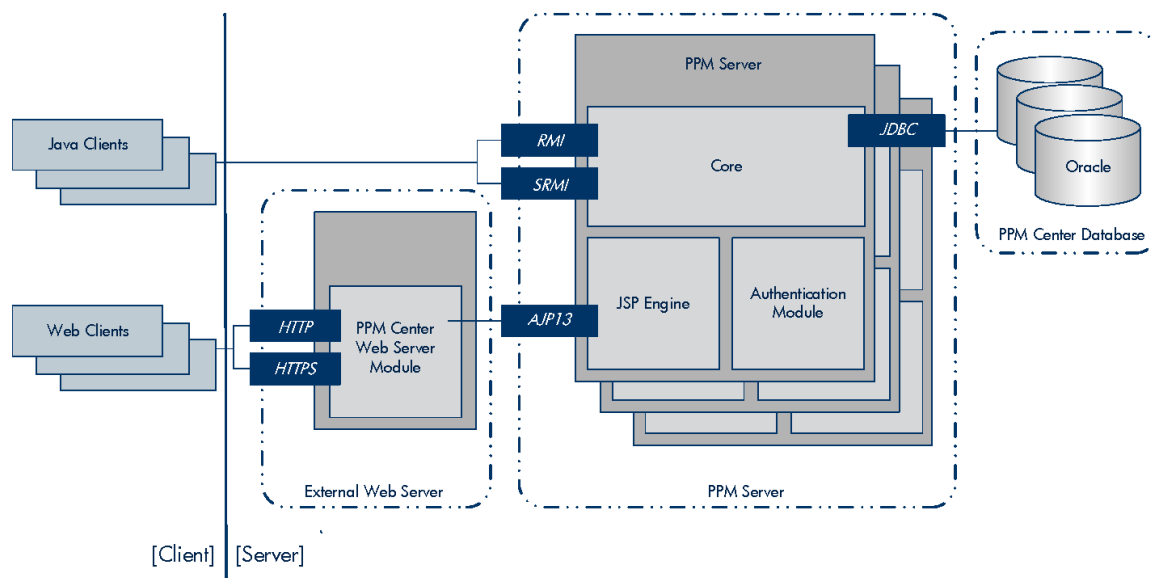 PPM Server
Java Clients
RMI
JDBC
Core
SRMI
Oracle
PPM Center Database
Web Clients
HTTP
HTTPS
PPM Center
Web Server
Module
AJP13
JSP Engine
Authentication
Module
External Web Server
PPM Server
[Client]
[Server]